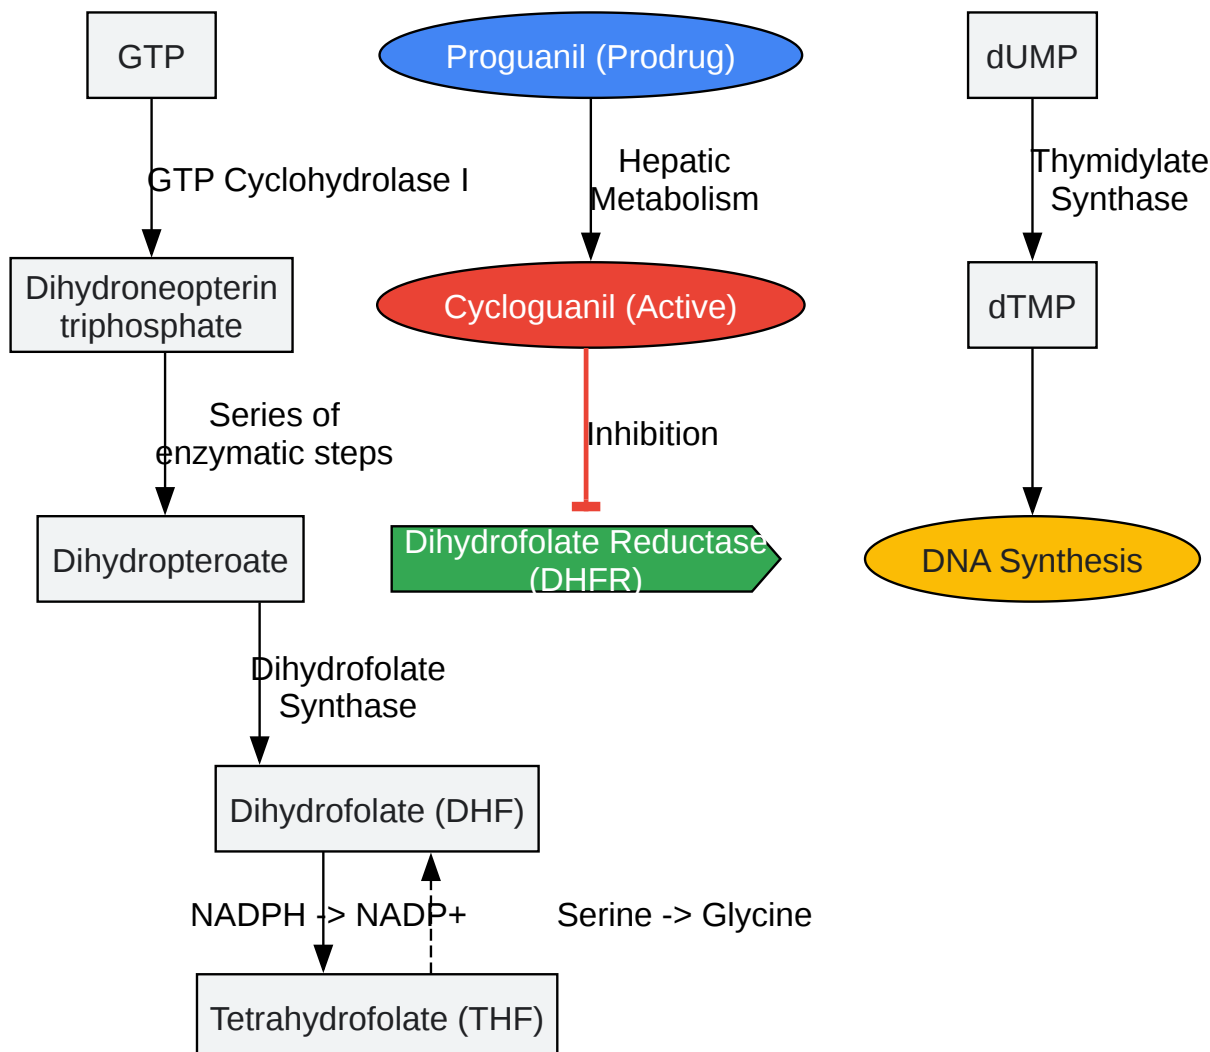 GTP
Proguanil (Prodrug)
dUMP
GTP Cyclohydrolase I
Hepatic
Metabolism
Thymidylate
Synthase
Dihydroneopterin
triphosphate
Cycloguanil (Active)
dTMP
Series of
enzymatic steps
Inhibition
Dihydropteroate
Dihydrofolate Reductase
(DHFR)
DNA Synthesis
Dihydrofolate
Synthase
Dihydrofolate (DHF)
NADPH -> NADP+
Serine -> Glycine
Tetrahydrofolate (THF)